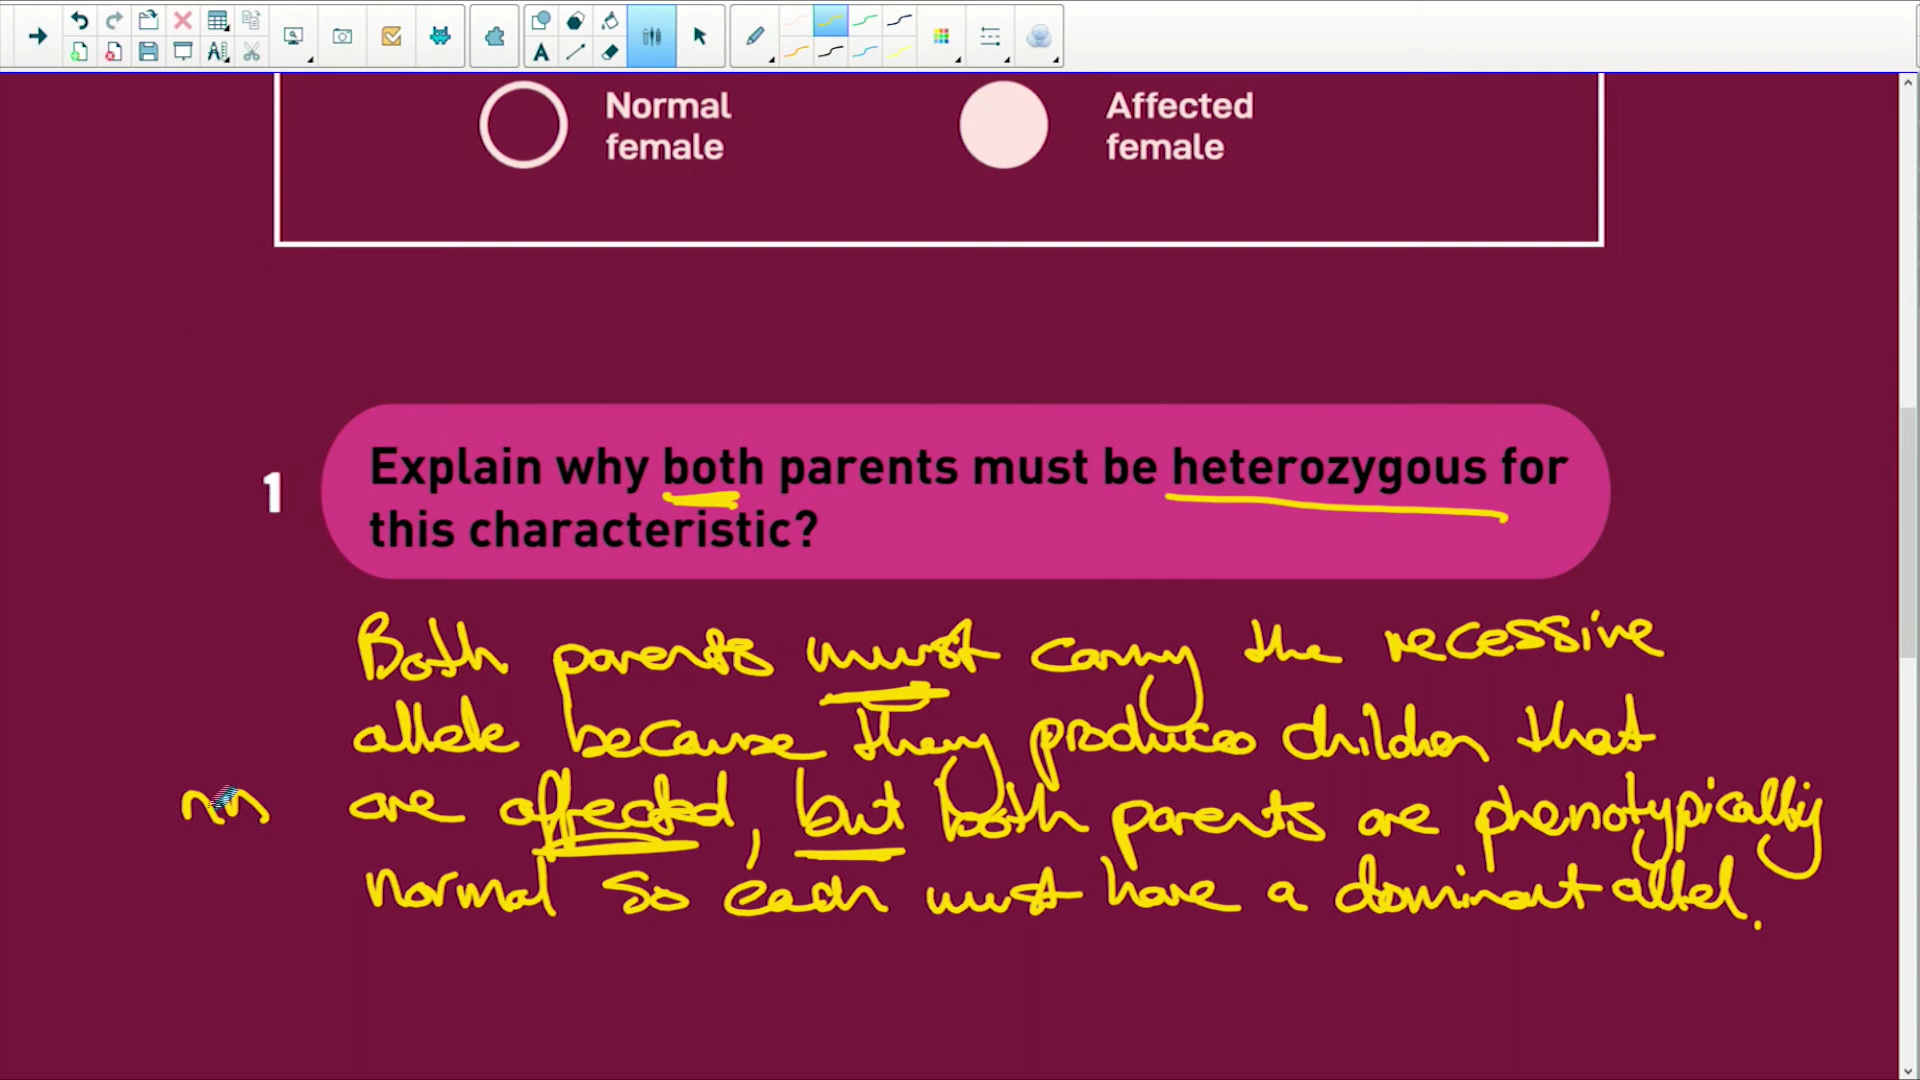 Normal Affected
female female
1
Explain why both parents must be heterozygous for
this characteristic?
Both parents must carry the recessive
allele because they produces children that
nn are affected, but both parents are phenotypically
normal so each must have a dominant allel.